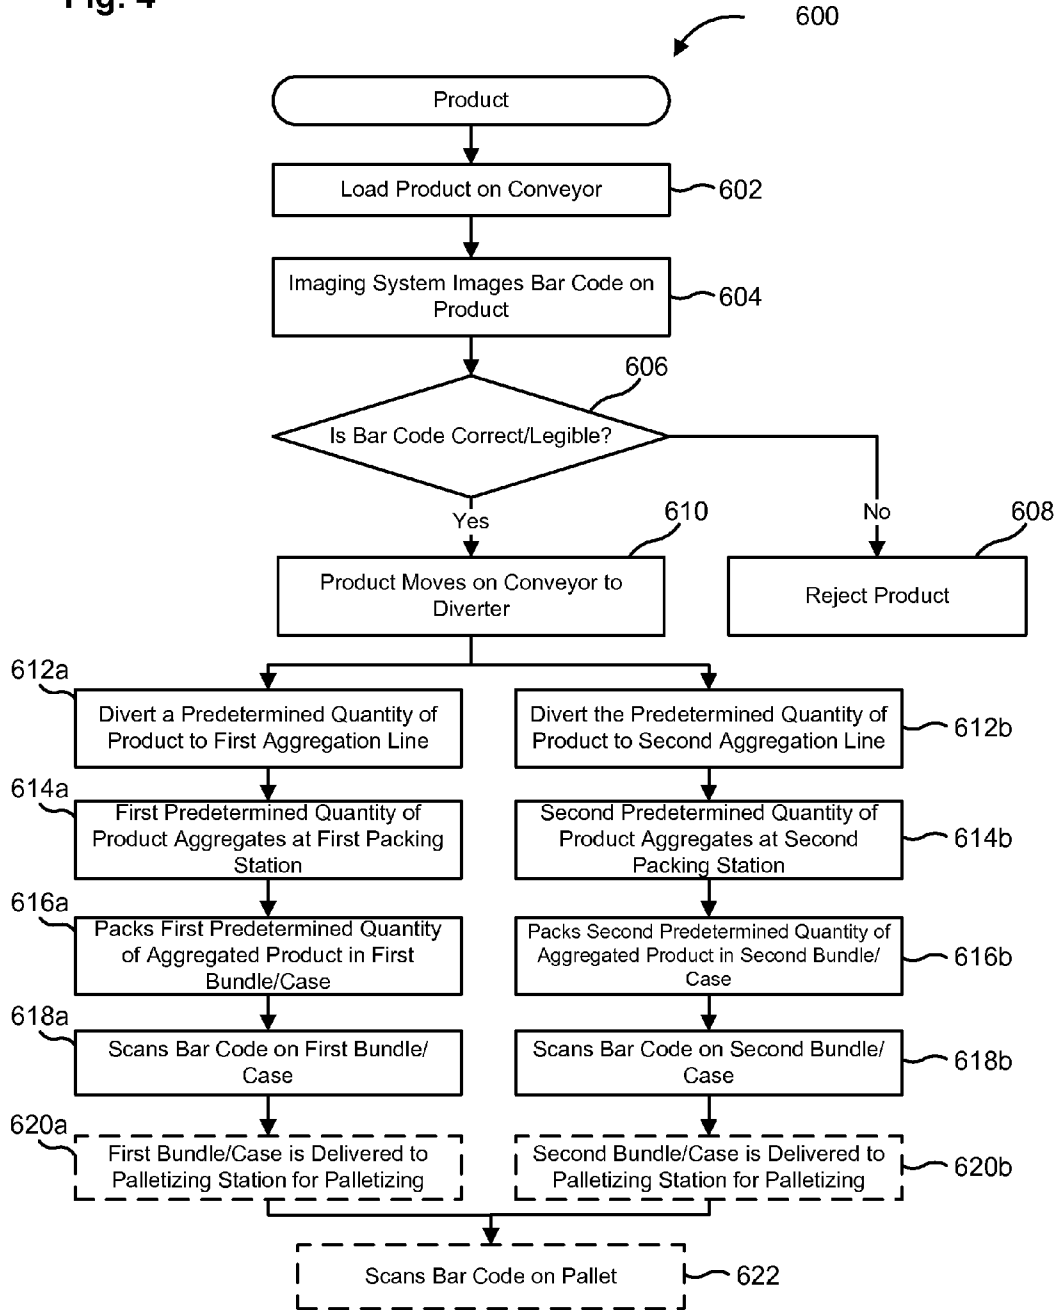 Fig. 4
600
Product
Load Product on Conveyor
602
Imaging System Images Bar Code on
Product
604
606
Is Bar Code Correct/Legible?
Yes
No
610
608
Product Moves on Conveyor to
Diverter
Reject Product
612a
Divert a Predetermined Quantity of
Product to First Aggregation Line
Divert the Predetermined Quantity of
Product to Second Aggregation Line
612b
614a
First Predetermined Quantity of
Product Aggregates at First Packing
Station
Second Predetermined Quantity of
Product Aggregates at Second
Packing Station
614b
616a
Packs First Predetermined Quantity
of Aggregated Product in First
Bundle/Case
Packs Second Predetermined Quantity of
Aggregated Product in Second Bundle/
Case
616b
618a
Scans Bar Code on First Bundle/
Case
Scans Bar Code on Second Bundle/
Case
618b
620a
First Bundle/Case is Delivered to
Palletizing Station for Palletizing
Second Bundle/Case is Delivered to
Palletizing Station for Palletizing
620b
Scans Bar Code on Pallet
622